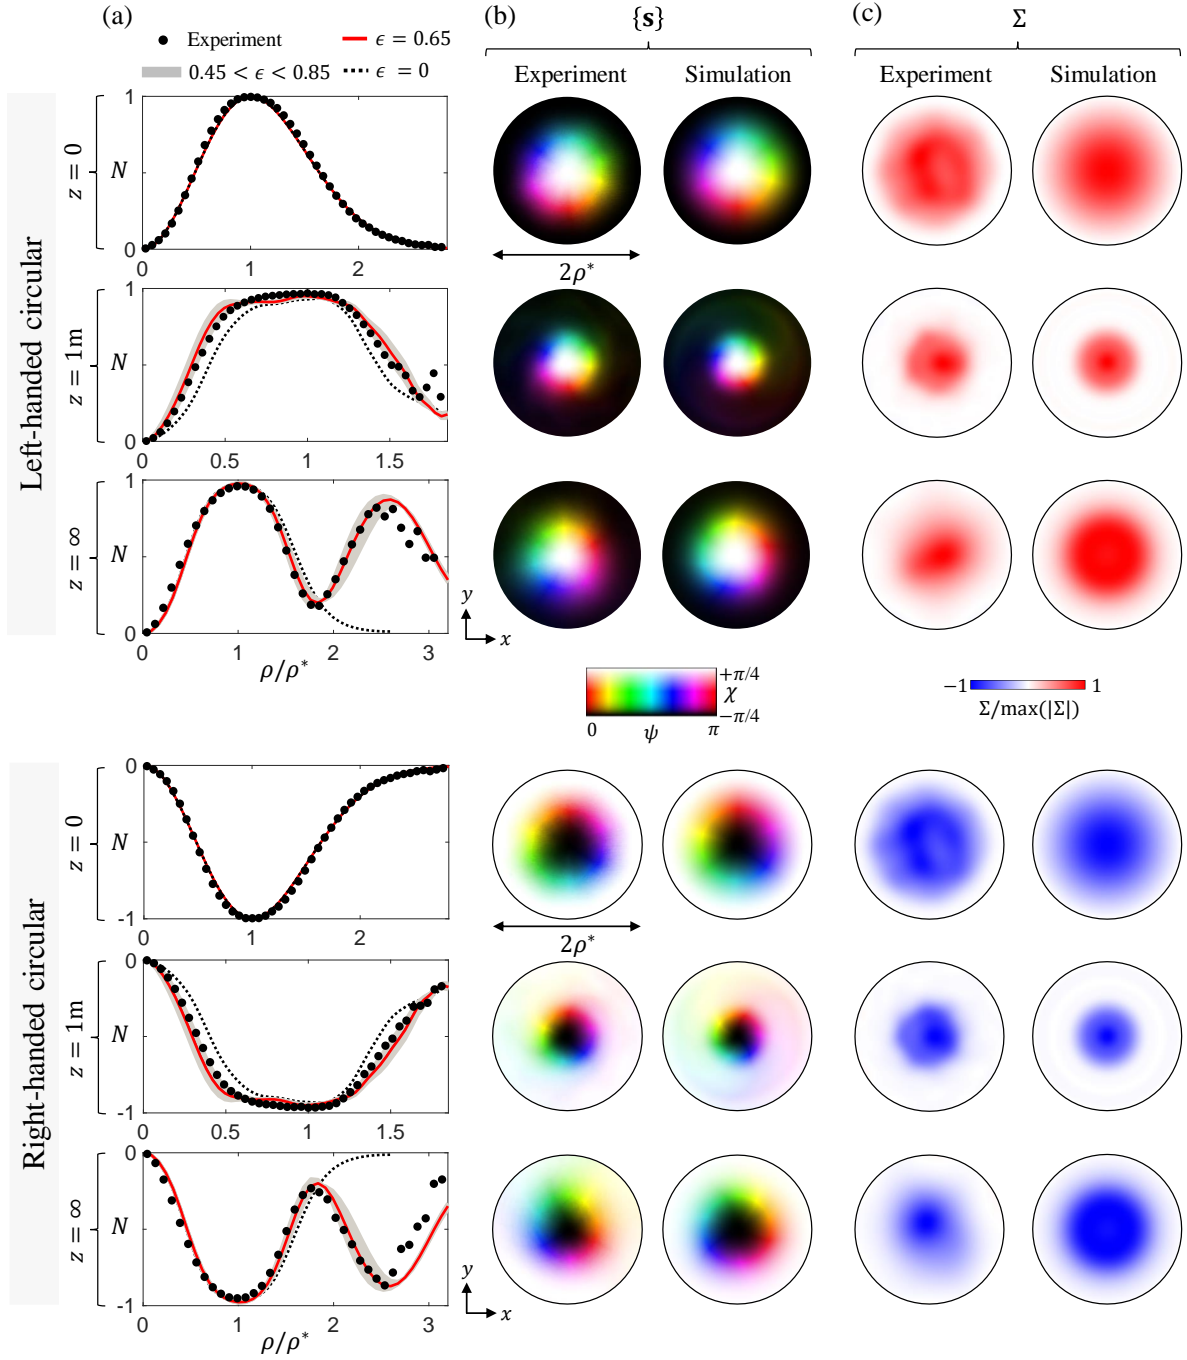 (a)
(b) {s}
(c) Σ
Experiment
ϵ = 0.65
0.45 < ϵ < 0.85
ϵ = 0
Experiment Simulation
Experiment Simulation
Left-handed circular
z = 0
N
1
0
0 1 2
2ρ*
z = 1m
N
1
0
0 0.5 1 1.5
z = ∞
N
1
0
0 1 2 3
ρ/ρ*
y
x
+π/4
χ
−π/4
0 ψ π
−1 1
Σ/max(|Σ|)
Right-handed circular
z = 0
N
0
-1
0 1 2
2ρ*
z = 1m
N
0
-1
0 0.5 1 1.5
z = ∞
N
0
-1
0 1 2 3
ρ/ρ*
y
x